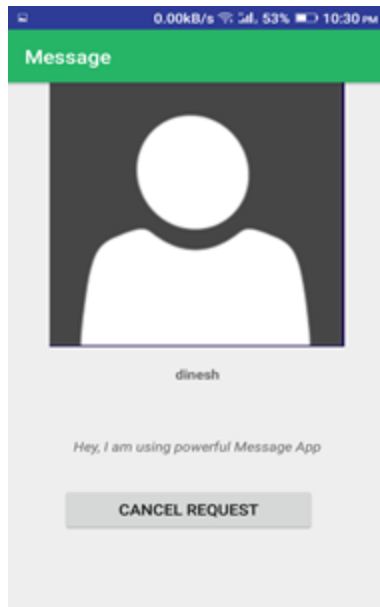 0.00kB/s 53% 10:30 PM
Message
dinesh
Hey, I am using powerful Message App
CANCEL REQUEST